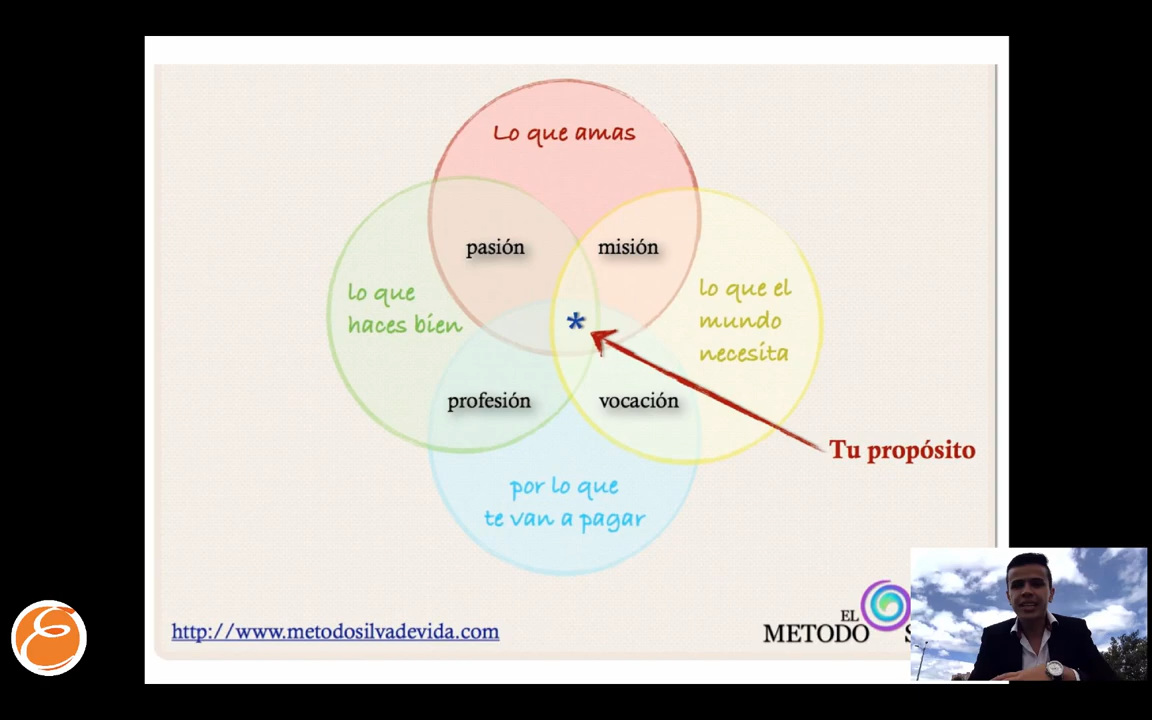 Lo que amas
pasión
misión
lo que
haces bien
lo que el
mundo
necesita
*
profesión
vocación
Tu propósito
por lo que
te van a pagar
http://www.metodosilvadevida.com
EL
METODO S